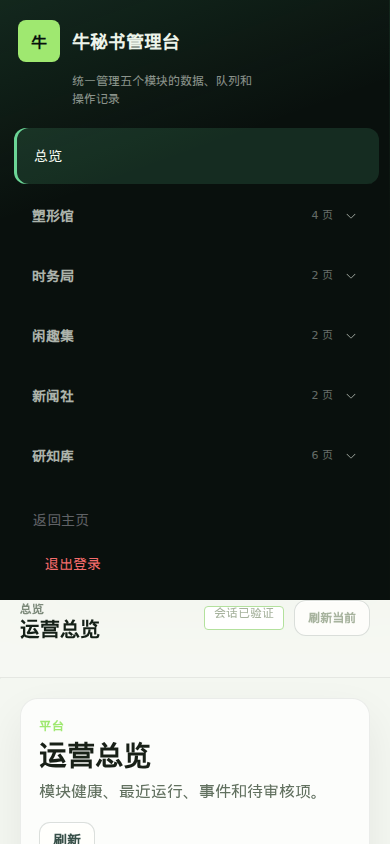 牛
牛秘书管理台
统一管理五个模块的数据、队列和
操作记录
总览
塑形馆 4 页
时务局 2 页
闲趣集 2 页
新闻社 2 页
研知库 6 页
返回主页
退出登录
总览
运营总览
会话已验证
刷新当前
平台
运营总览
模块健康、最近运行、事件和待审核项。
刷新